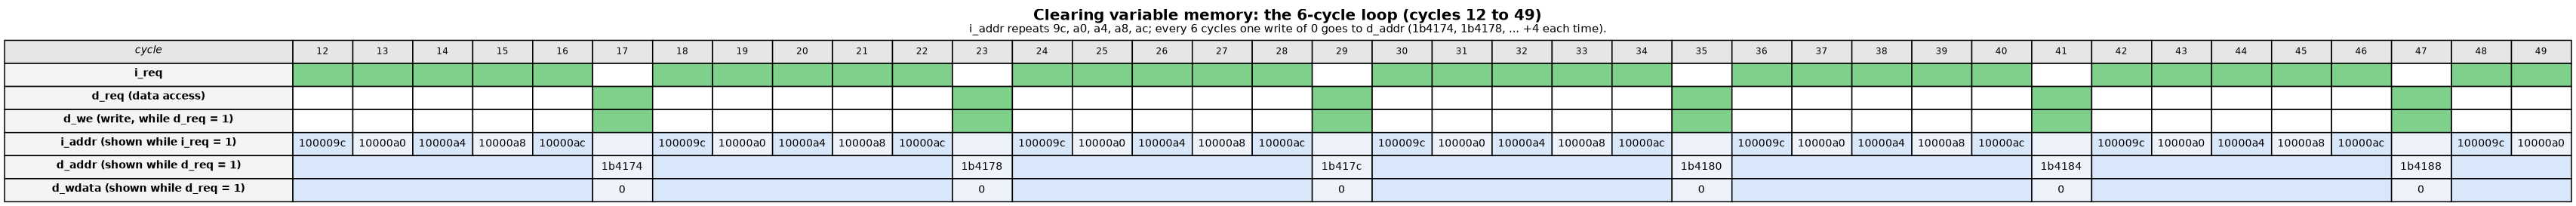 Clearing variable memory: the 6-cycle loop (cycles 12 to 49)
i_addr repeats 9c, a0, a4, a8, ac; every 6 cycles one write of 0 goes to d_addr (1b4174, 1b4178, ... +4 each time).
cycle 12 13 14 15 16 17 18 19 20 21 22 23 24 25 26 27 28 29 30 31 32 33 34 35 36 37 38 39 40 41 42 43 44 45 46 47 48 49
i_req
d_req (data access)
d_we (write, while d_req = 1)
i_addr (shown while i_req = 1) 100009c 10000a0 10000a4 10000a8 10000ac 100009c 10000a0 10000a4 10000a8 10000ac 100009c 10000a0 10000a4 10000a8 10000ac 100009c 10000a0 10000a4 10000a8 10000ac 100009c 10000a0 10000a4 10000a8 10000ac 100009c 10000a0 10000a4 10000a8 10000ac 100009c 10000a0
d_addr (shown while d_req = 1) 1b4174 1b4178 1b417c 1b4180 1b4184 1b4188
d_wdata (shown while d_req = 1) 0 0 0 0 0 0